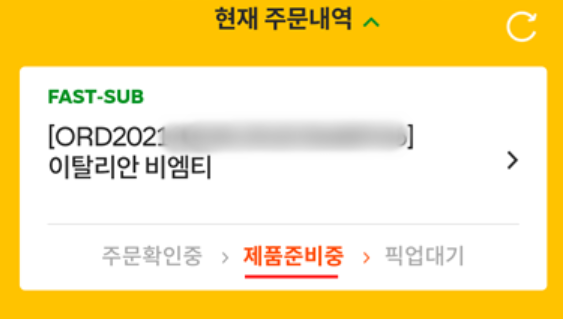 현재 주문내역
FAST-SUB
[ORD2021 ]
이탈리안 비엠티
주문확인중 > 제품준비중 > 픽업대기